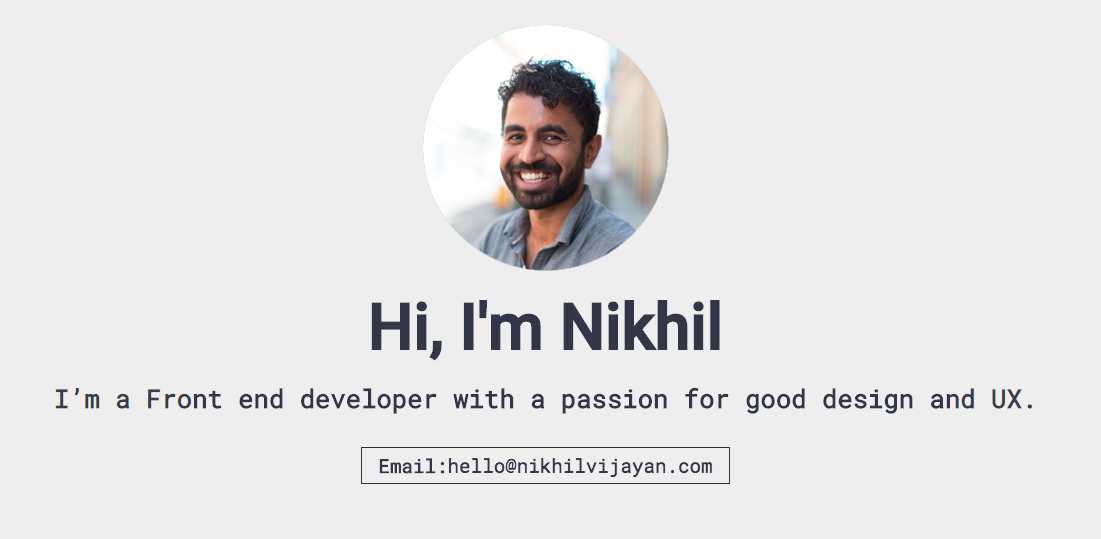 Hi, I'm Nikhil
I’m a Front end developer with a passion for good design and UX.
Email:hello@nikhilvijayan.com